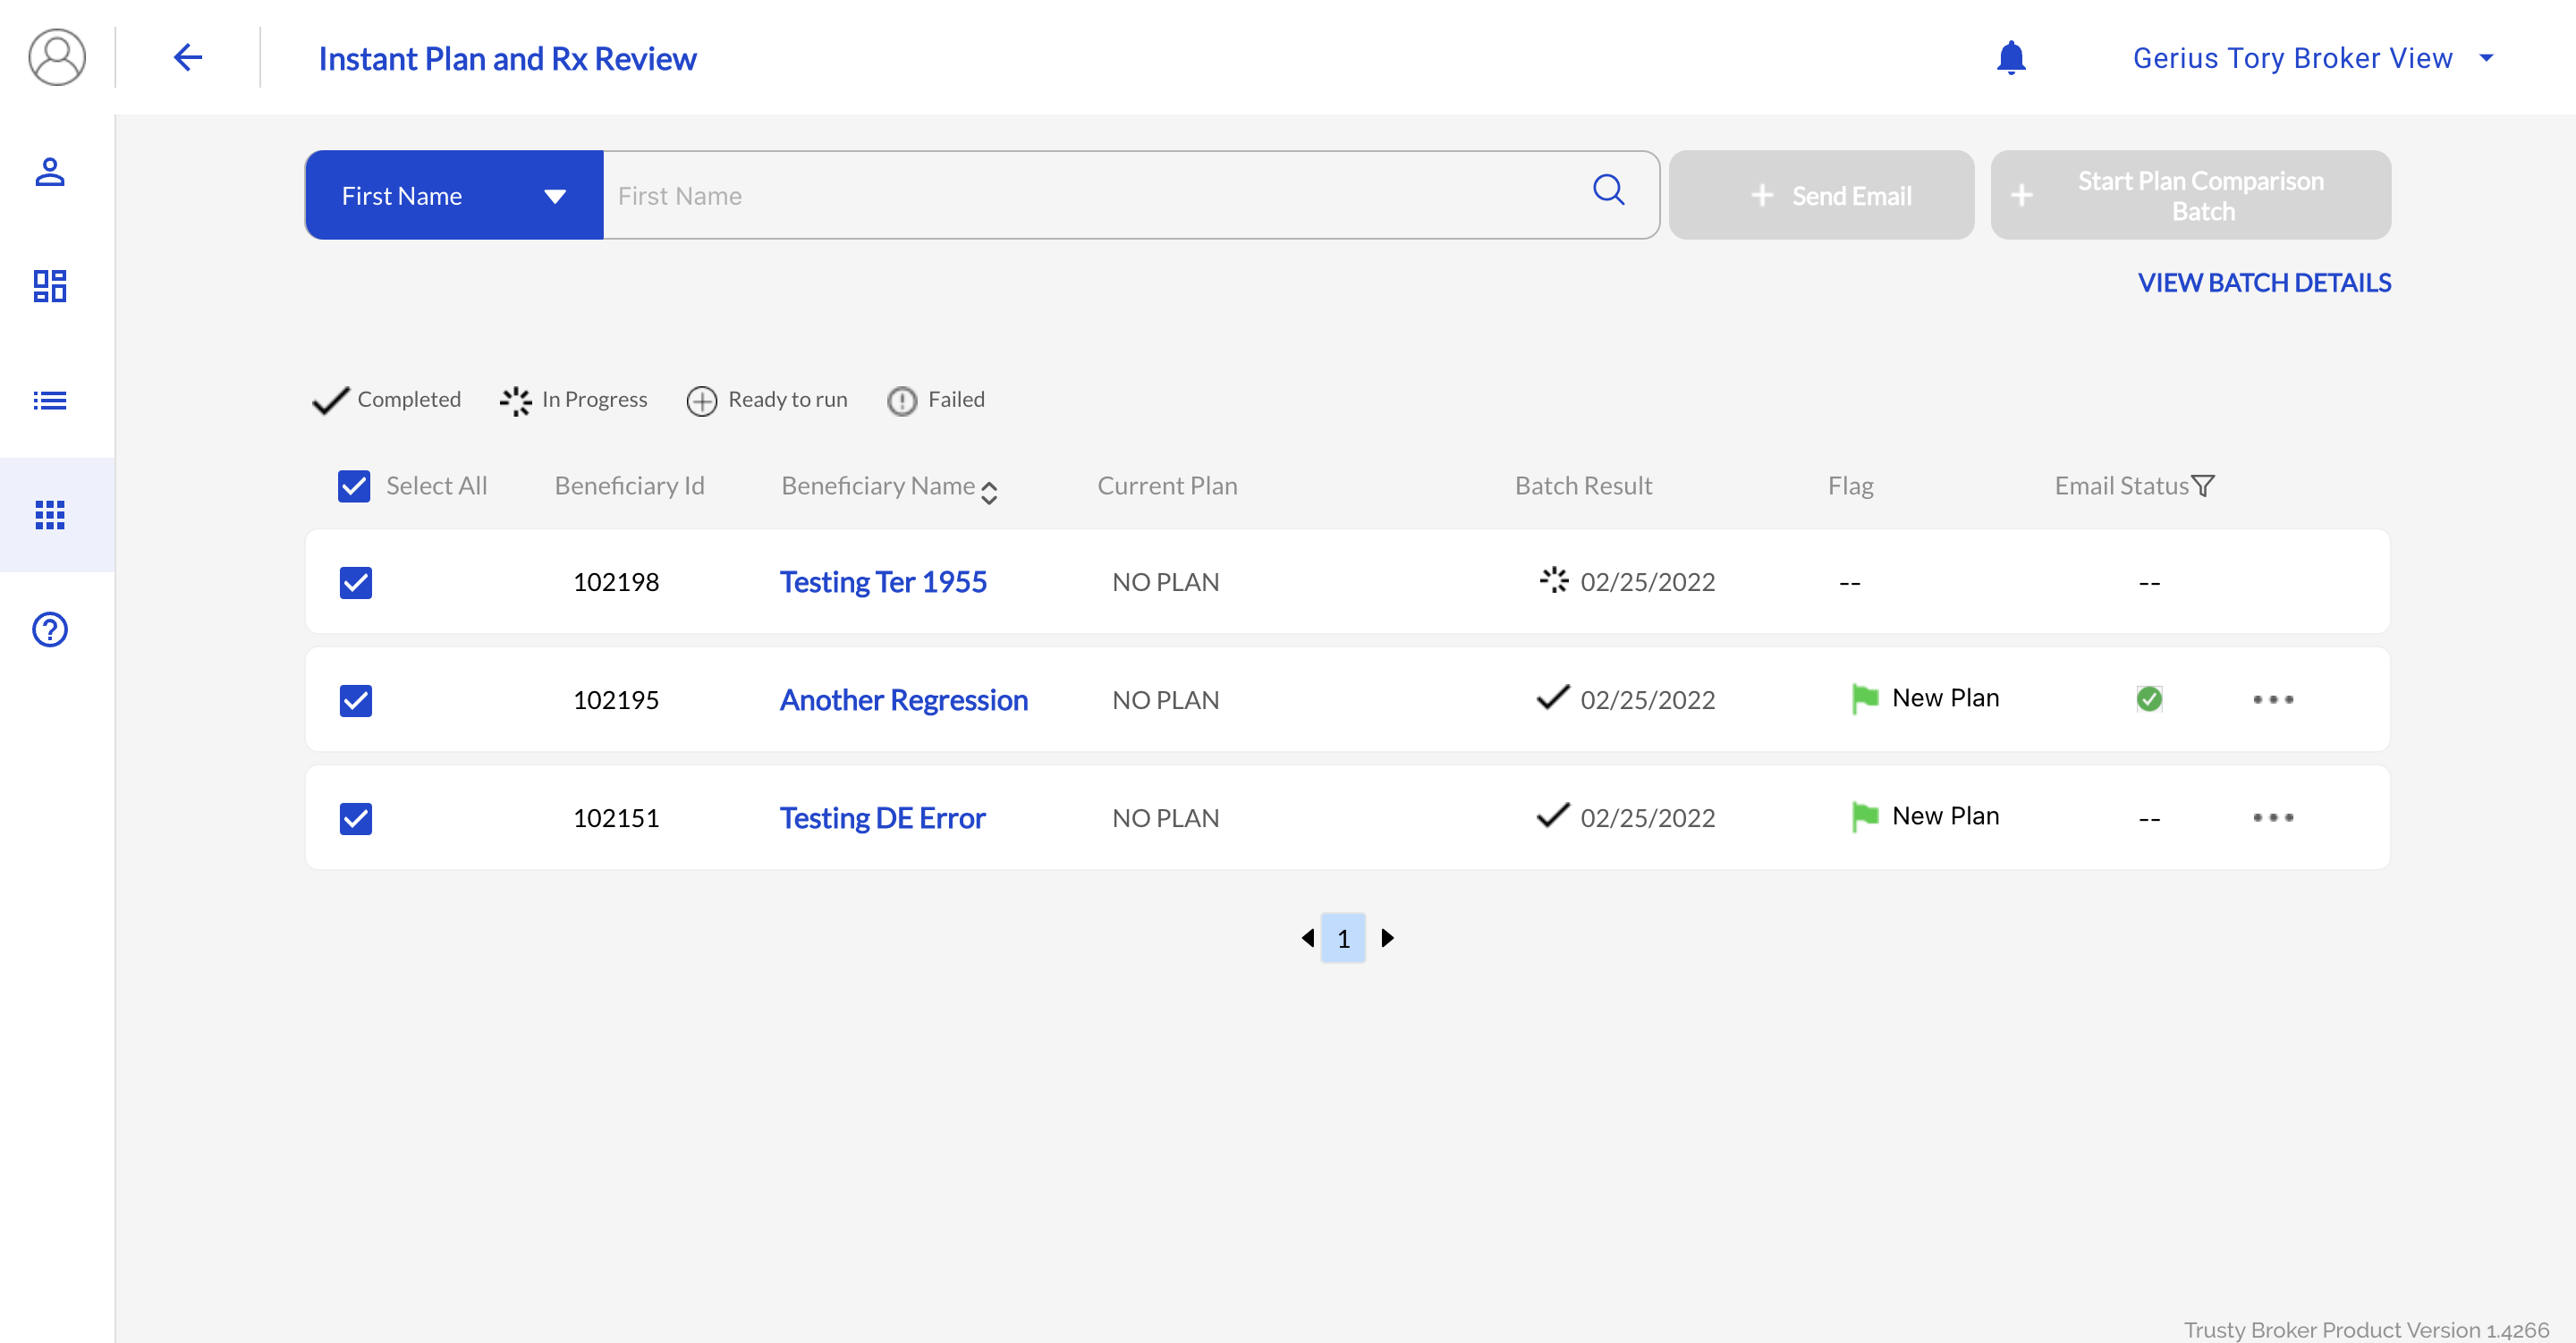 Instant Plan and Rx Review
Gerius Tory Broker View
First Name
First Name
Send Email
Start Plan Comparison
Batch
VIEW BATCH DETAILS
Completed In Progress Ready to run Failed
Select All Beneficiary Id Beneficiary Name Current Plan Batch Result Flag Email Status
102198 Testing Ter 1955 NO PLAN 02/25/2022 -- --
102195 Another Regression NO PLAN 02/25/2022 New Plan
102151 Testing DE Error NO PLAN 02/25/2022 New Plan --
1
Trusty Broker Product Version 1.4266